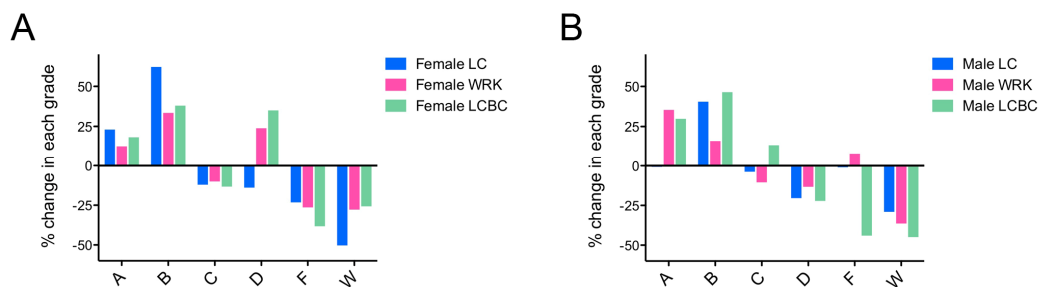 A
% change in each grade
50
25
0
-25
-50
A
B
C
D
F
W
Female LC
Female WRK
Female LCBC
B
% change in each grade
50
25
0
-25
-50
A
B
C
D
F
W
Male LC
Male WRK
Male LCBC